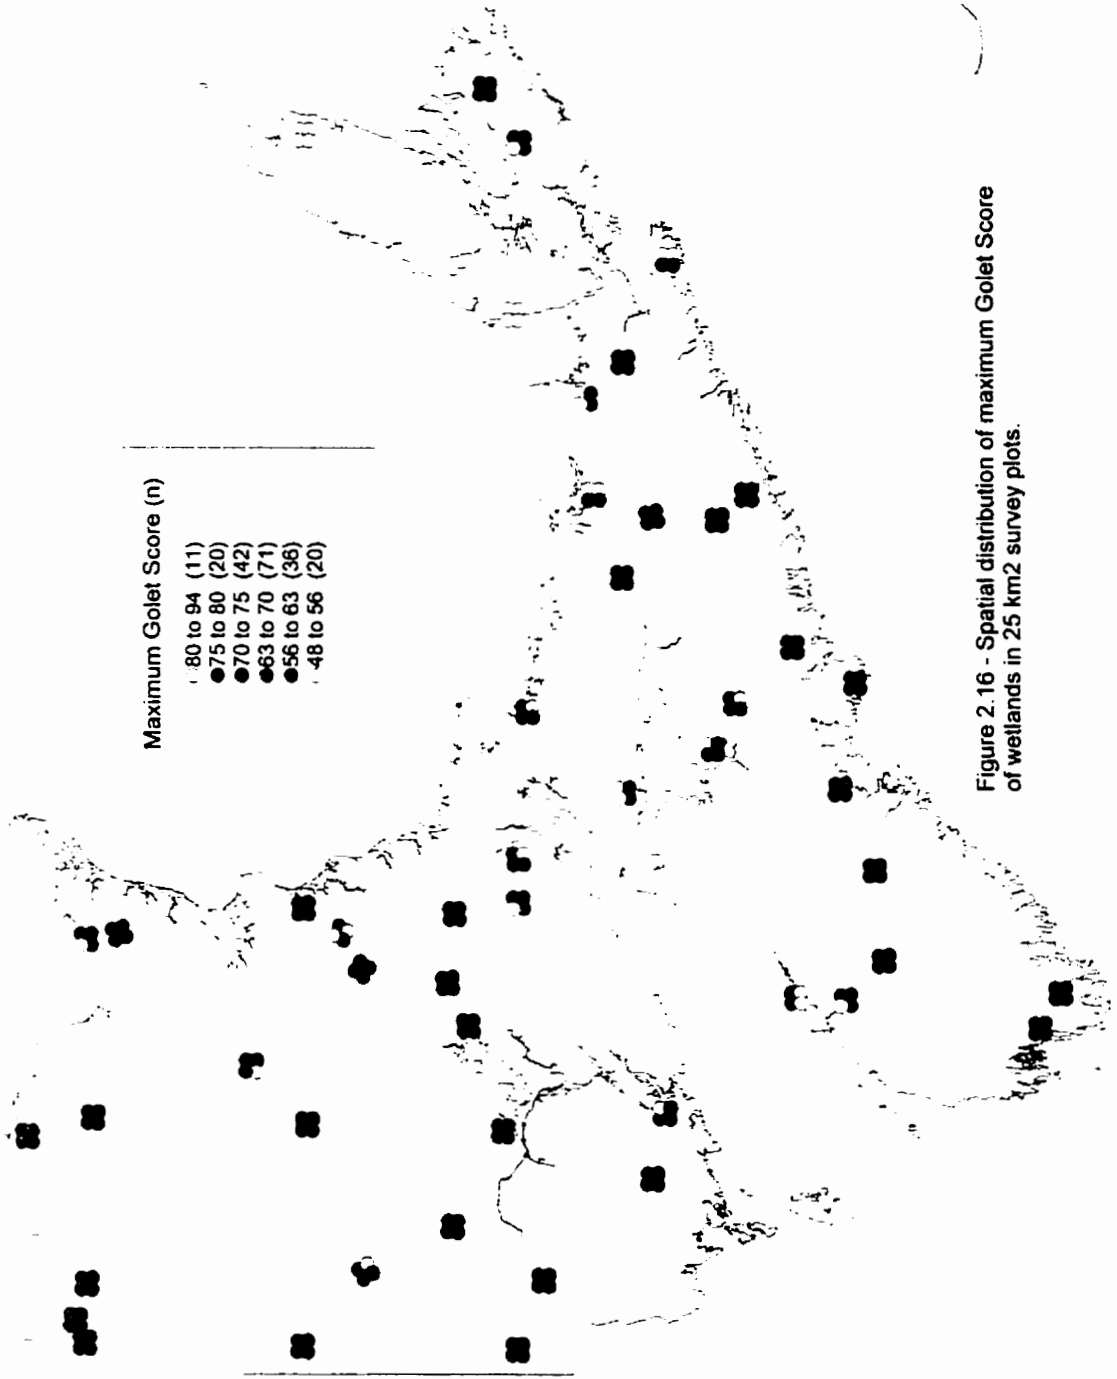 Maximum Golet Score (n)
80 to 94 (11)
75 to 80 (20)
70 to 75 (42)
63 to 70 (71)
56 to 63 (36)
48 to 56 (20)
Figure 2.16 - Spatial distribution of maximum Golet Score
of wetlands in 25 km2 survey plots.